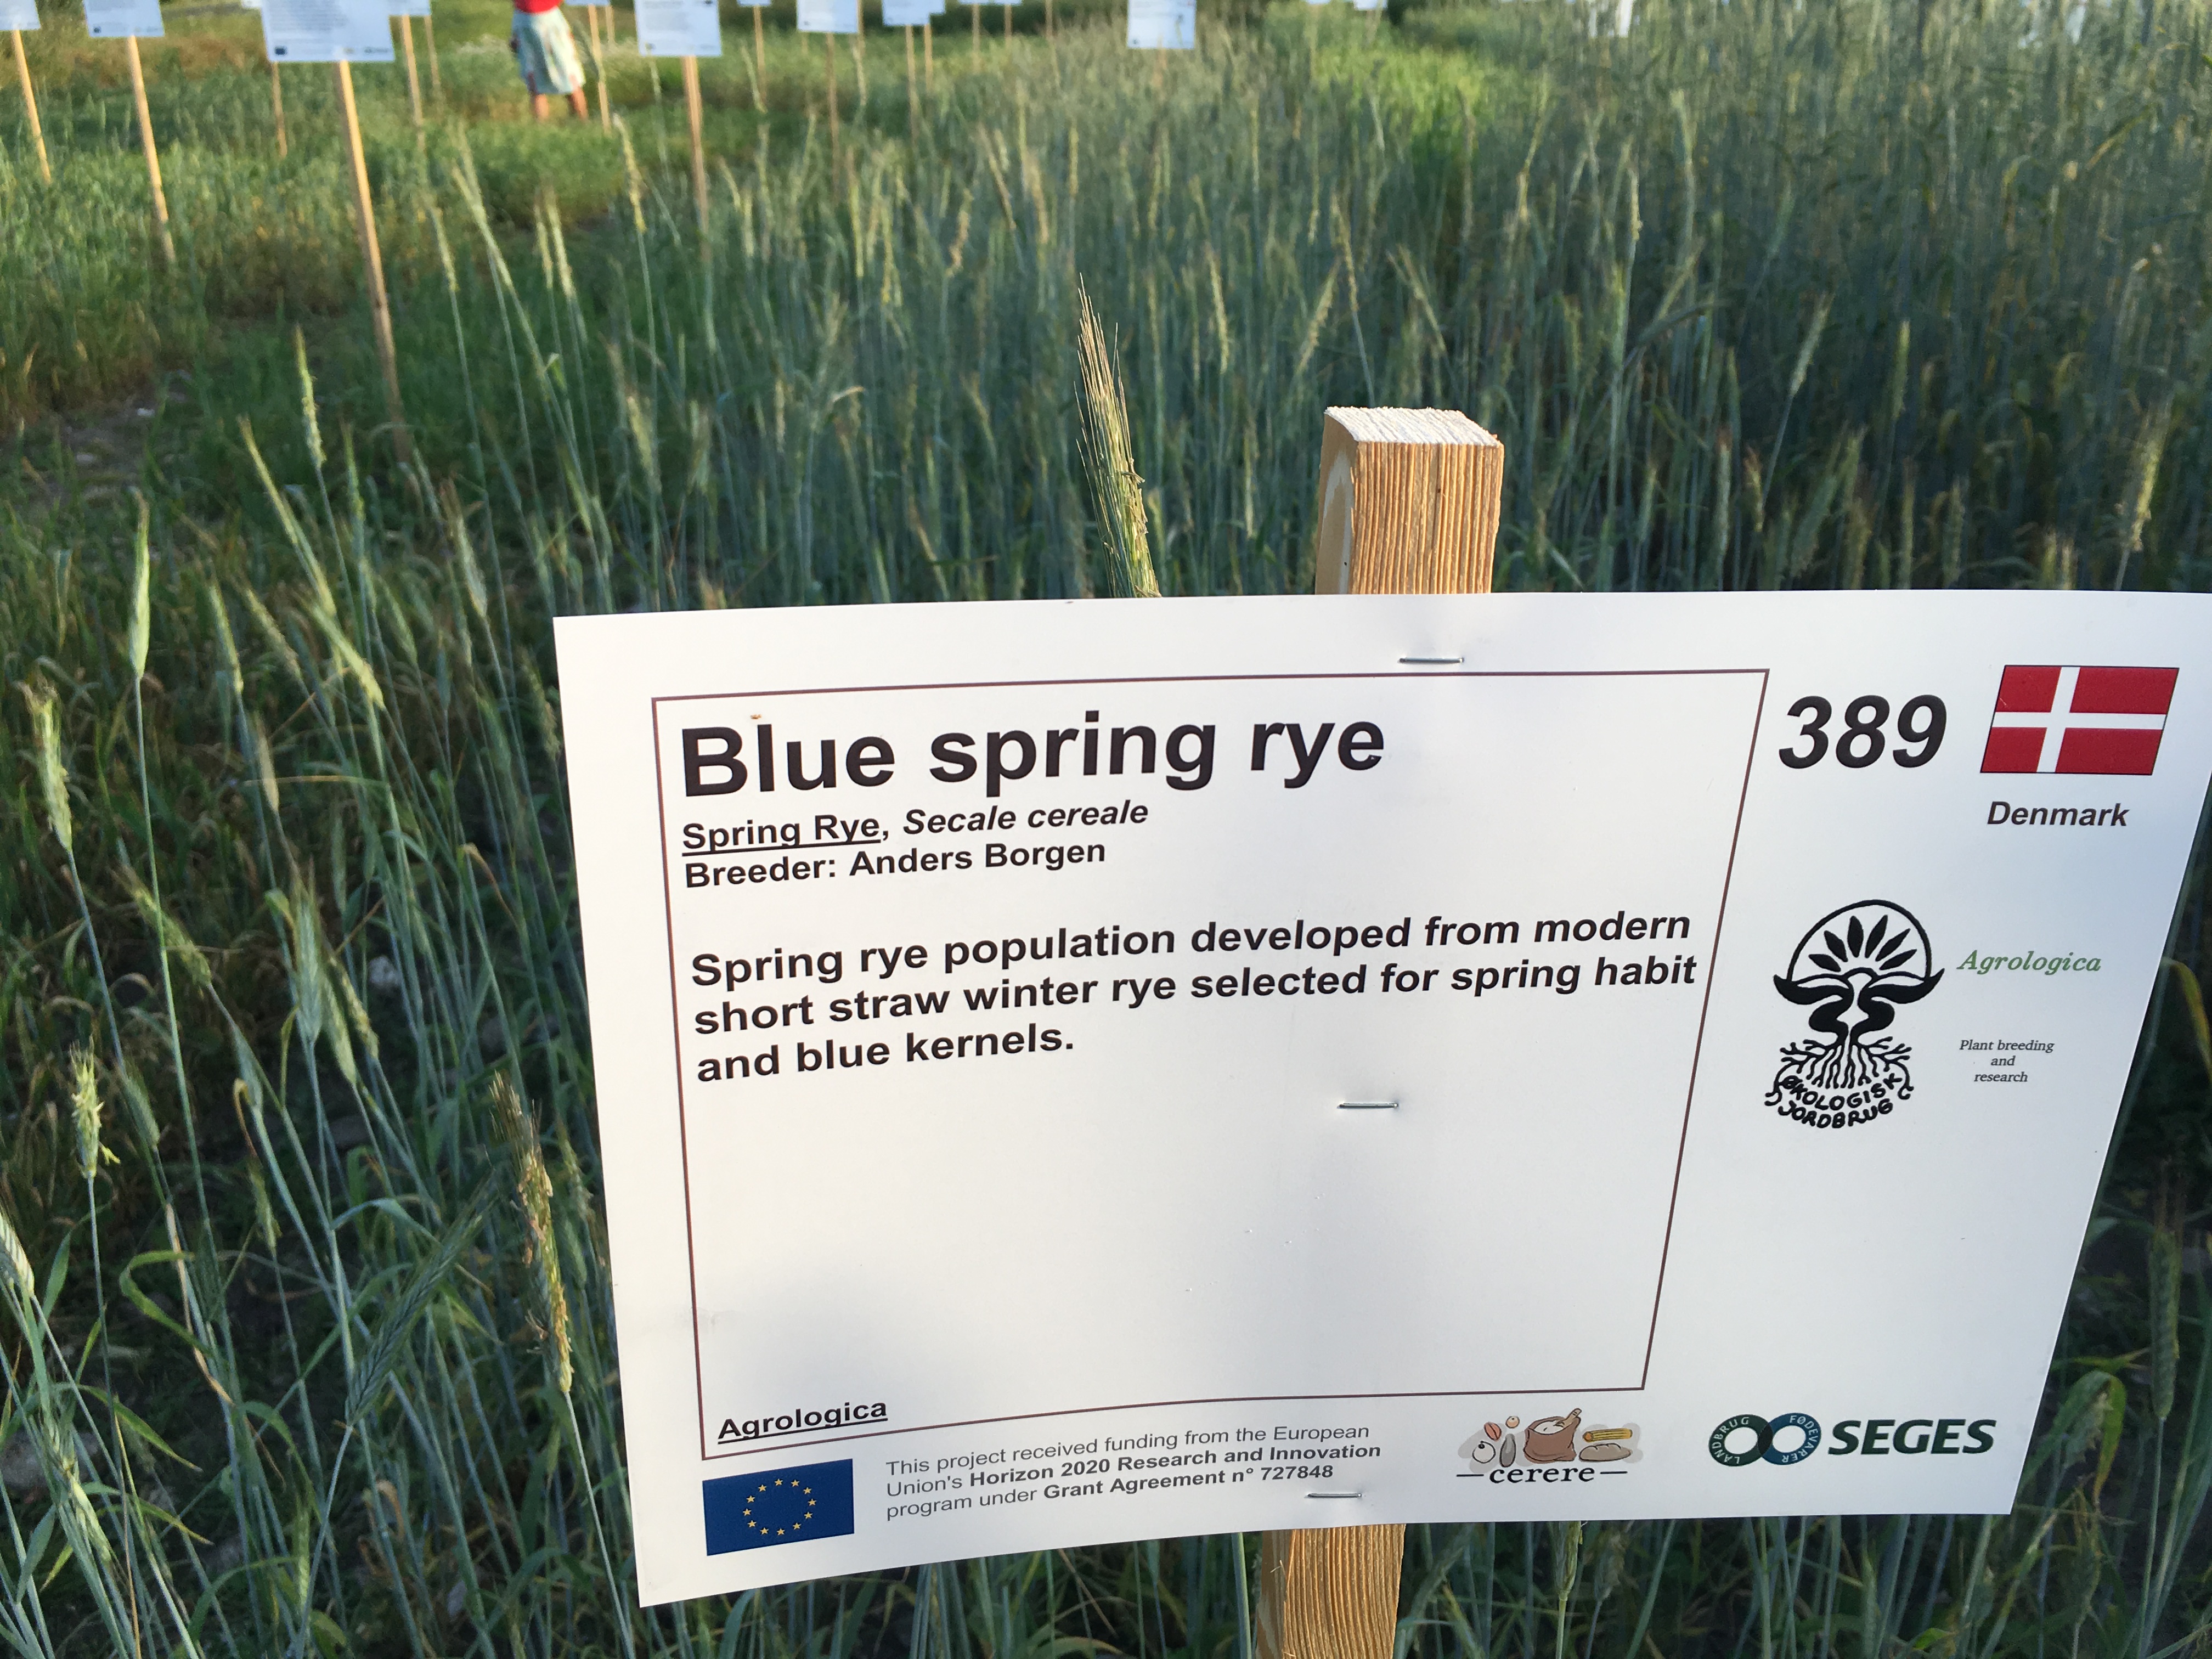 Blue spring rye
Spring Rye, Secale cereale
Breeder: Anders Borgen
Spring rye population developed from modern
short straw winter rye selected for spring habit
and blue kernels.
Agrologica
389
Denmark
Agrologica
Plant breeding
and
research
ØKOLOGISK
JORDBRUG
This project received funding from the European
Union's Horizon 2020 Research and Innovation
program under Grant Agreement n° 727848
cerere
LANDBRUG
FØDEVARER
SEGES